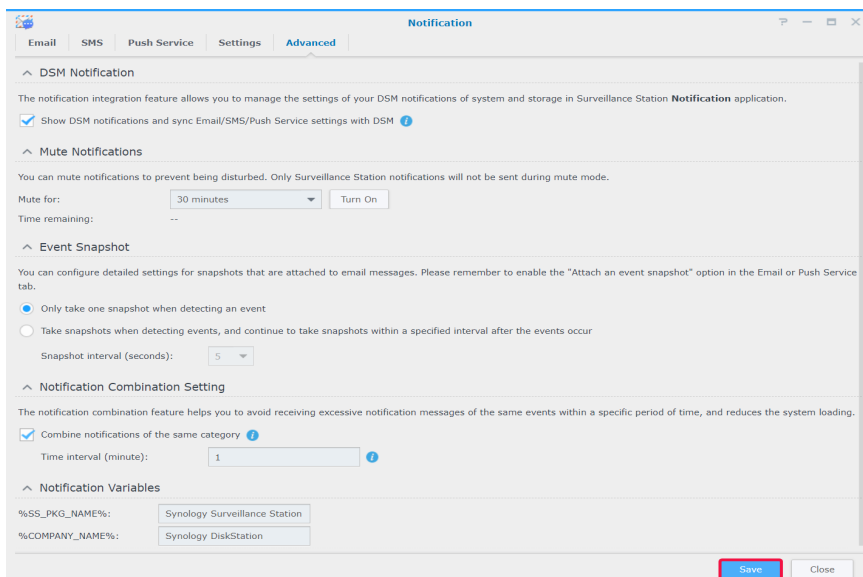 Notification
Email SMS Push Service Settings Advanced
DSM Notification
The notification integration feature allows you to manage the settings of your DSM notifications of system and storage in Surveillance Station Notification application.
Show DSM notifications and sync Email/SMS/Push Service settings with DSM
Mute Notifications
You can mute notifications to prevent being disturbed. Only Surveillance Station notifications will not be sent during mute mode.
Mute for: 30 minutes Turn On
Time remaining: --
Event Snapshot
You can configure detailed settings for snapshots that are attached to email messages. Please remember to enable the "Attach an event snapshot" option in the Email or Push Service
tab.
Only take one snapshot when detecting an event
Take snapshots when detecting events, and continue to take snapshots within a specified interval after the events occur
Snapshot interval (seconds): 5
Notification Combination Setting
The notification combination feature helps you to avoid receiving excessive notification messages of the same events within a specific period of time, and reduces the system loading.
Combine notifications of the same category
Time interval (minute): 1
Notification Variables
%SS_PKG_NAME%: Synology Surveillance Station
%COMPANY_NAME%: Synology DiskStation
Save Close